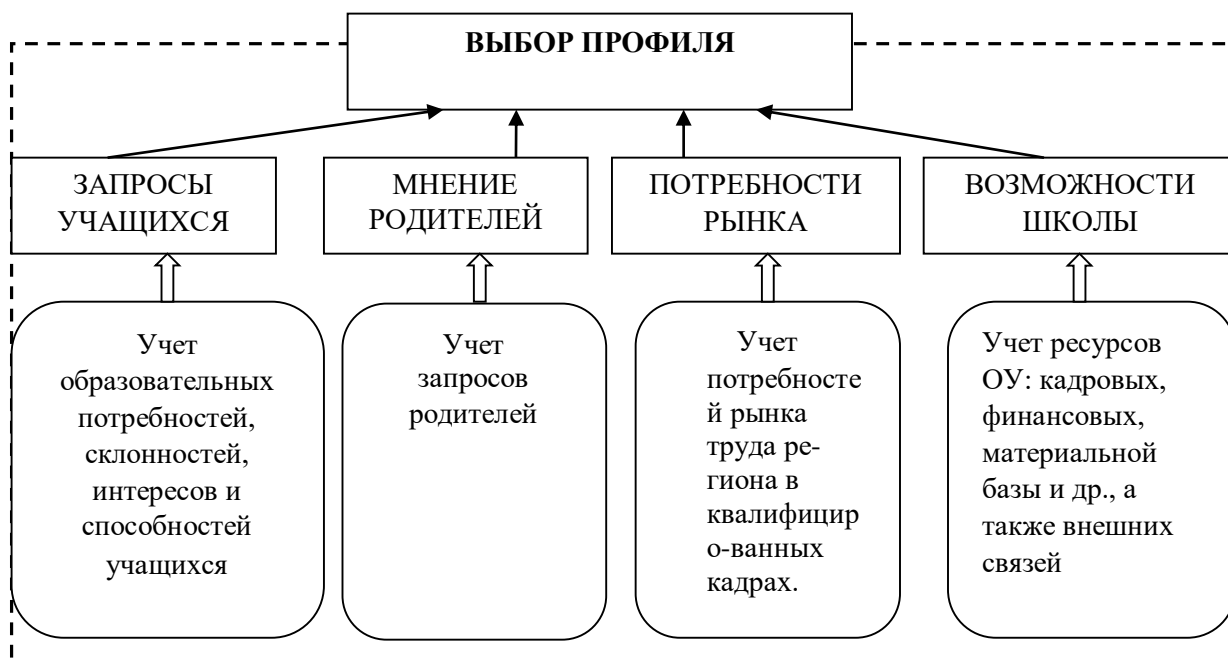 ВЫБОР ПРОФИЛЯ
ЗАПРОСЫ
УЧАЩИХСЯ
МНЕНИЕ
РОДИТЕЛЕЙ
ПОТРЕБНОСТИ
РЫНКА
ВОЗМОЖНОСТИ
ШКОЛЫ
Учет
образовательных
потребностей,
склонностей,
интересов и
способностей
учащихся
Учет
запросов
родителей
Учет
потребносте
й рынка
труда ре-
гиона в
квалифицир
о-ванных
кадрах.
Учет ресурсов
ОУ: кадровых,
финансовых,
материальной
базы и др., а
также внешних
связей